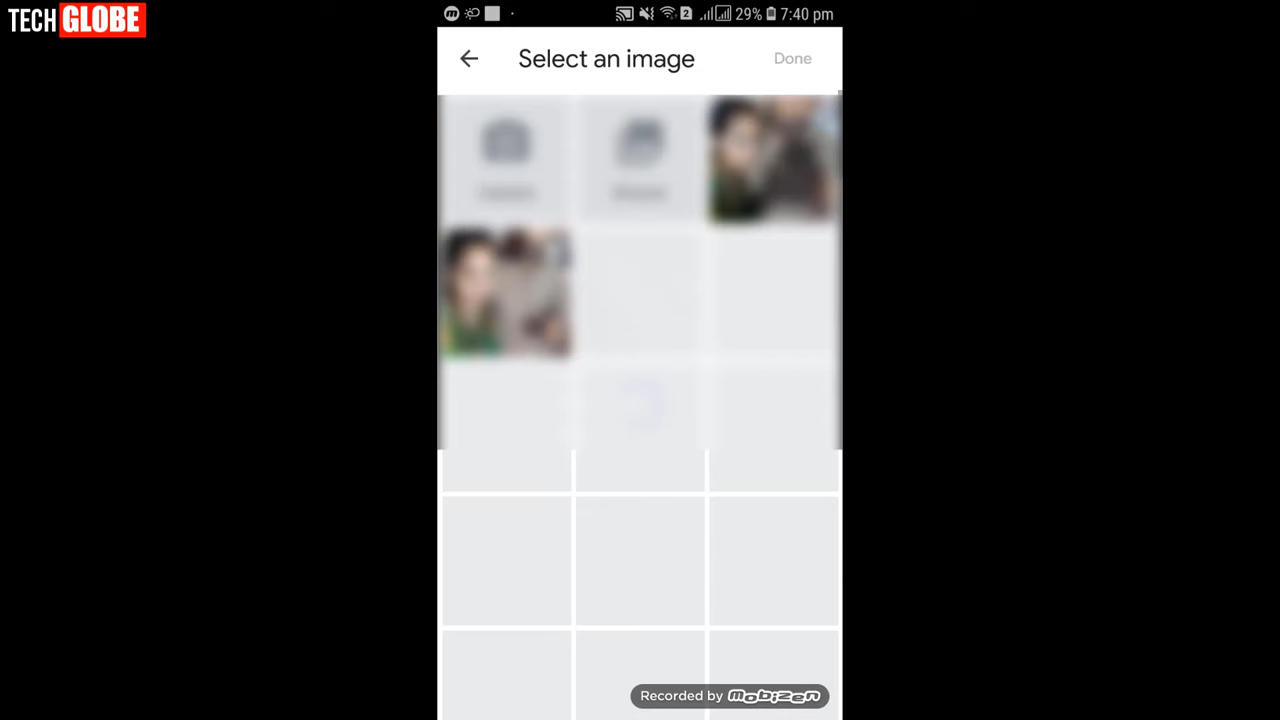 TECH GLOBE
29% 7:40 pm
Select an image
Done
Recorded by mobizen